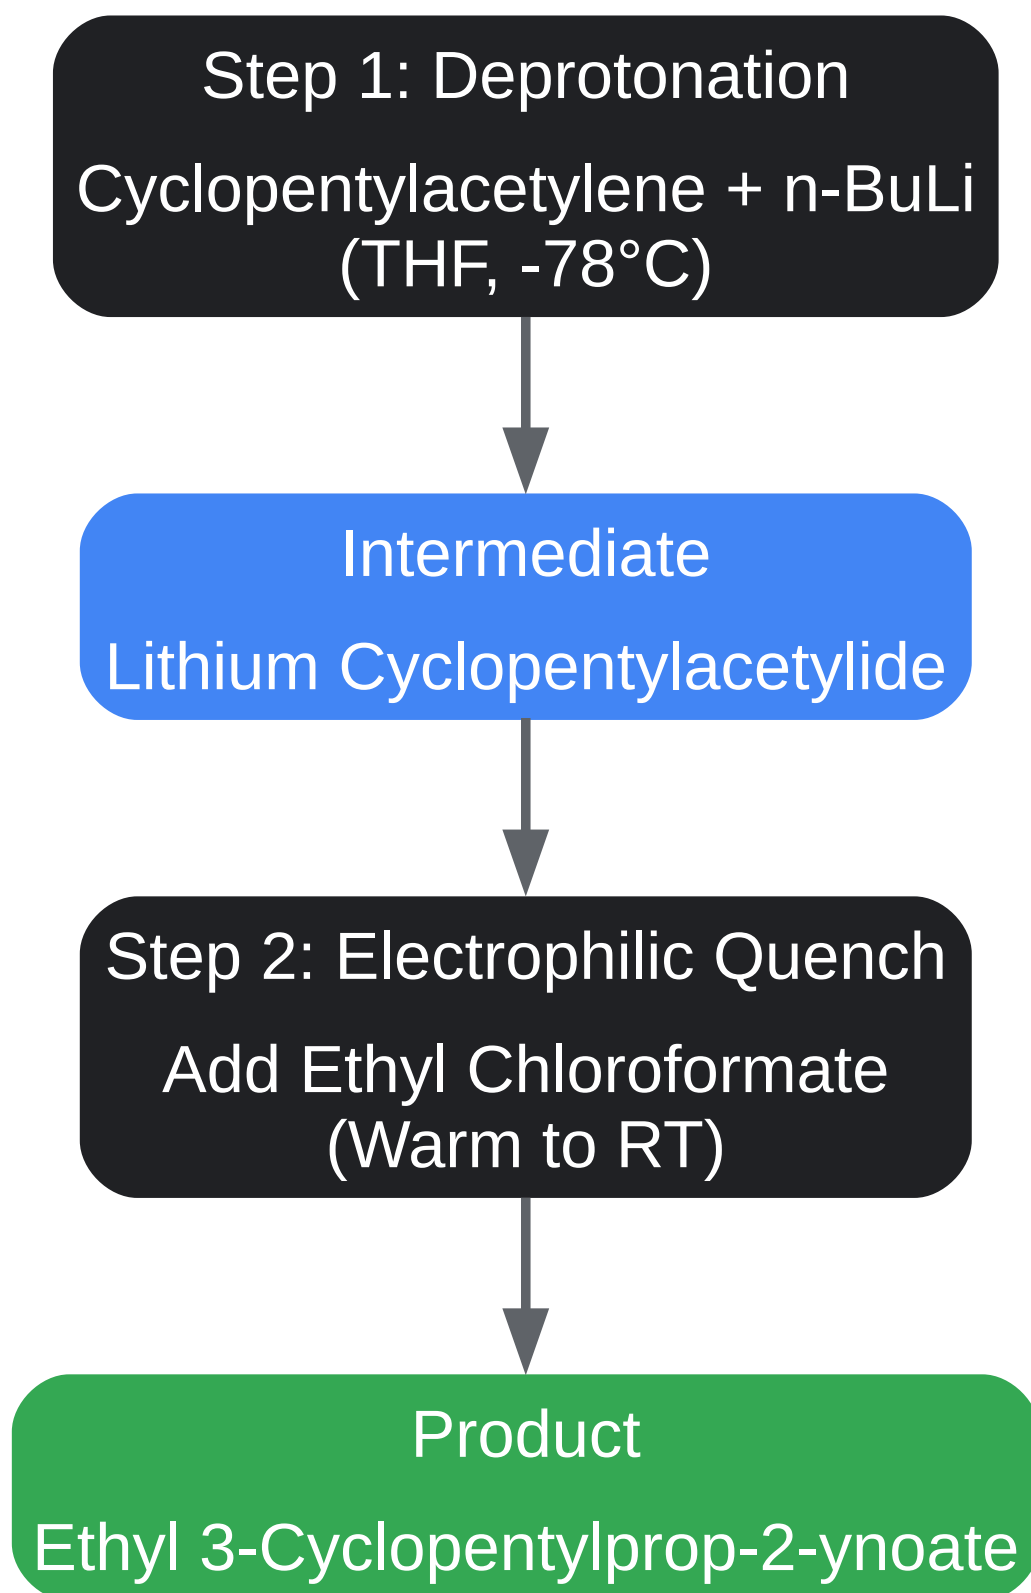 Step 1: Deprotonation
Cyclopentylacetylene + n-BuLi
(THF, -78°C)
Intermediate
Lithium Cyclopentylacetylide
Step 2: Electrophilic Quench
Add Ethyl Chloroformate
(Warm to RT)
Product
Ethyl 3-Cyclopentylprop-2-ynoate